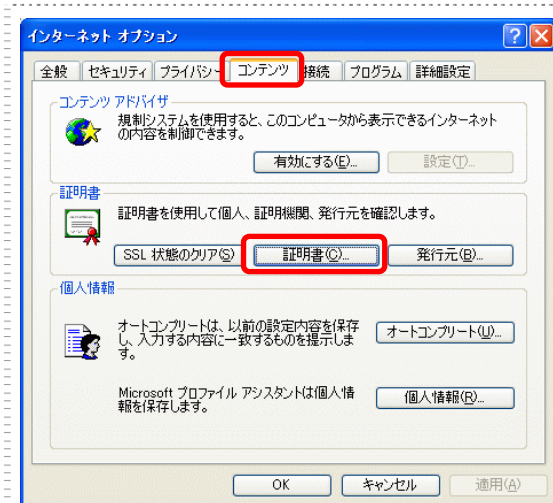 インターネット オプション
全般 セキュリティ プライバシー コンテンツ 接続 プログラム 詳細設定
コンテンツ アドバイザ
規制システムを使用すると、このコンピュータから表示できるインターネット
の内容を制御できます。
有効にする(E)... 設定(T)...
証明書
証明書を使用して個人、証明機関、発行元を確認します。
SSL 状態のクリア(S) 証明書(C)... 発行元(B)...
個人情報
オートコンプリートは、以前の設定内容を保存
し、入力する内容に一致するものを提示しま
す。
オートコンプリート(U)...
Microsoft プロファイル アシスタントは個人情
報を保存します。
個人情報(R)...
OK キャンセル 適用(A)